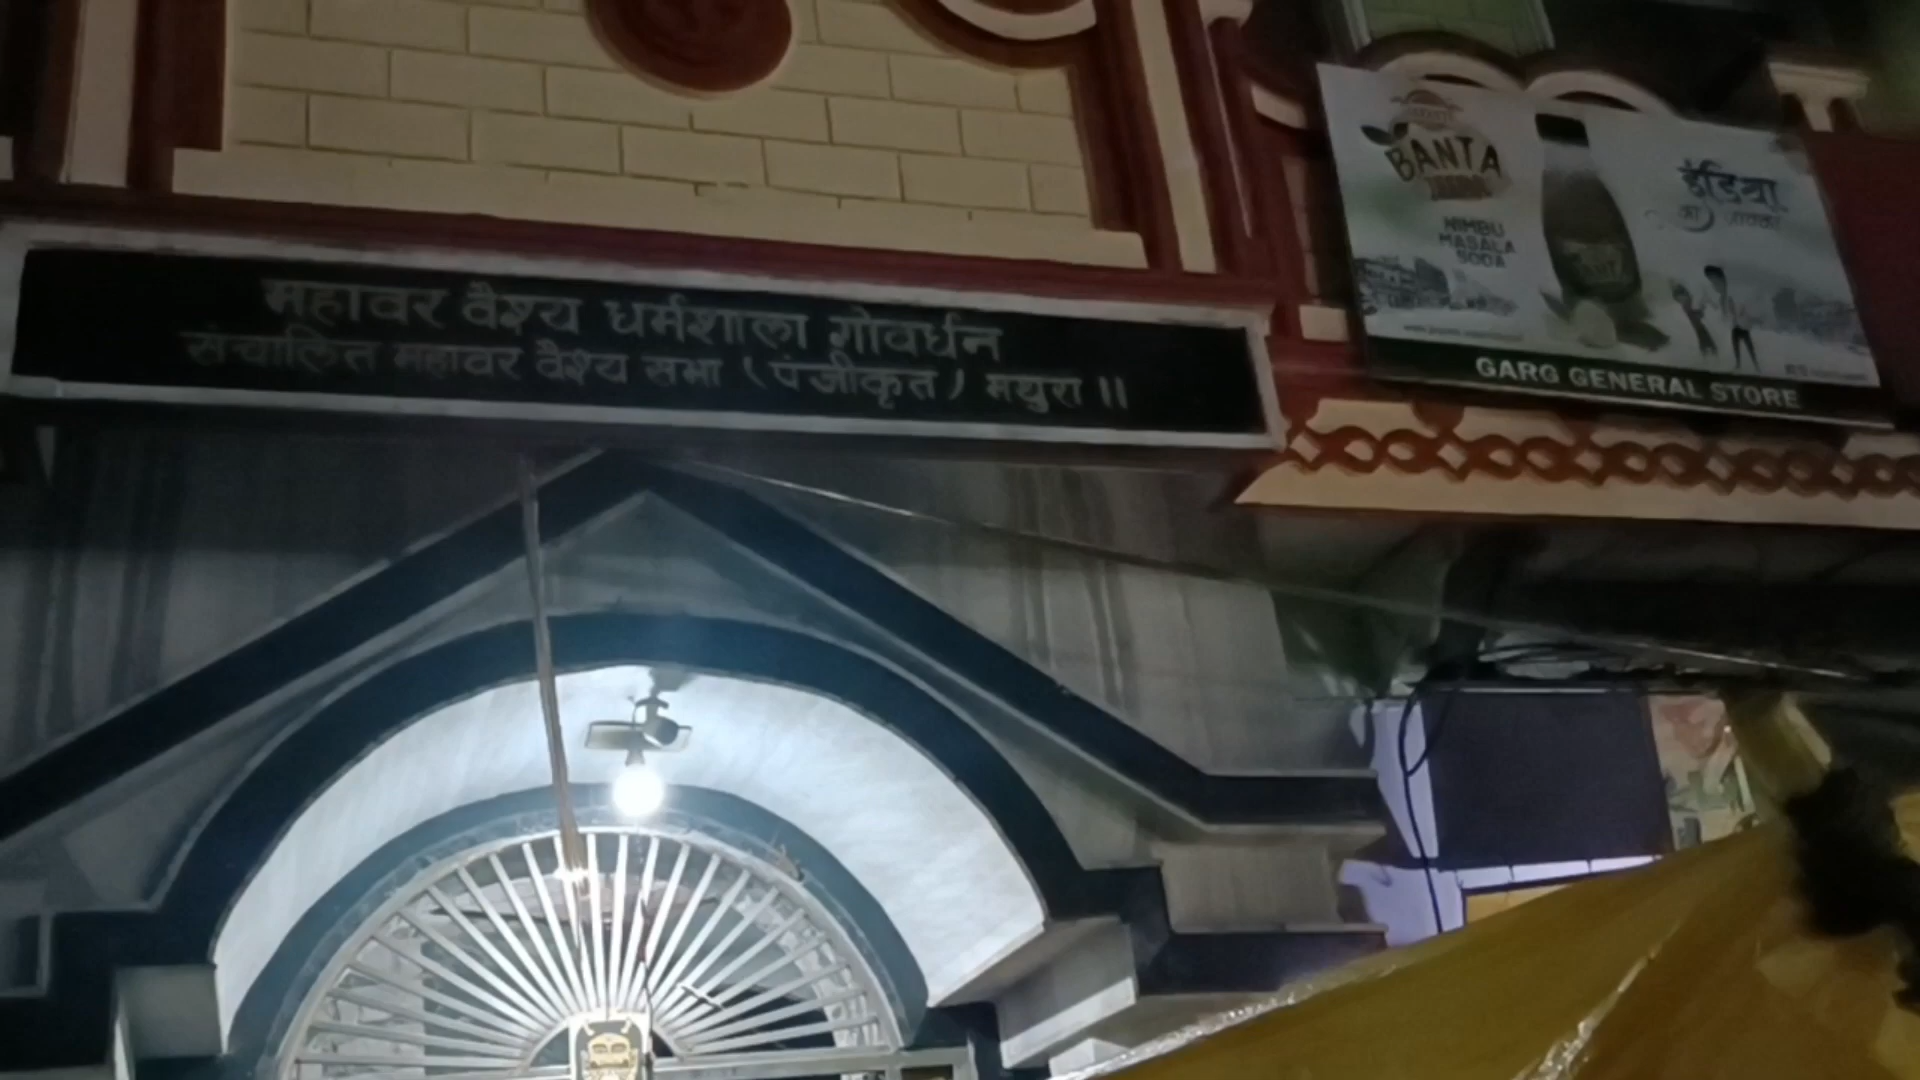 महावर वैश्य धर्मशाला गोवर्धन
संचालित महावर वैश्य सभा (पंजीकृत) मथुरा ॥
BANTA
NIMBU
MASALA
SODA
इंडिया
का
GARG GENERAL STORE